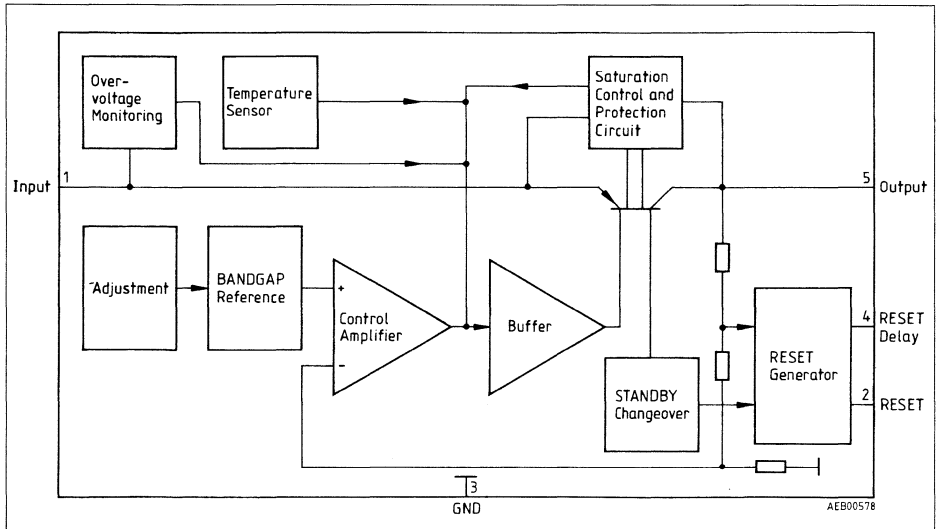 Over-
voltage
Monitoring
Temperature
Sensor
Saturation
Control and
Protection
Circuit
Input
1
5
Output
Adjustment
BANDGAP
Reference
+
Control
Amplifier
-
Buffer
STANDBY
Changeover
RESET
Generator
4
RESET
Delay
2
RESET
3
GND
AEB00578